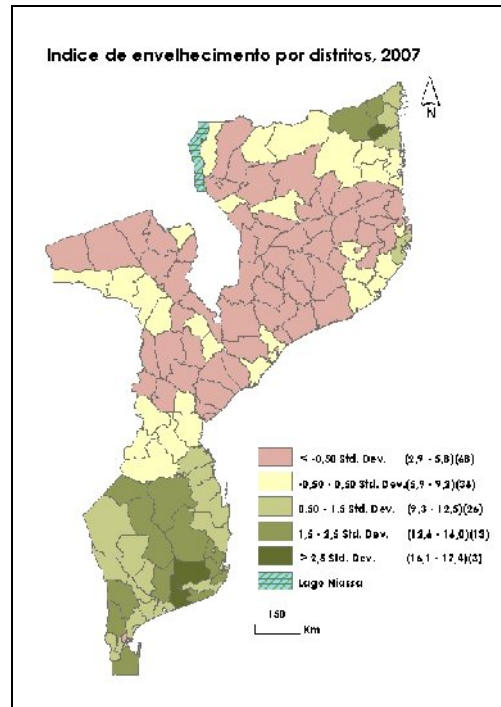 Indice de envelhecimento por distritos, 2007
N
< -0,50 Std. Dev. (2,9 - 5,8)(68)
-0,50 - 0,50 Std. Dev.(5,9 - 9,2)(34)
0.50 - 1.5 Std. Dev. (9,3 - 12,5)(26)
1,5 - 2,5 Std. Dev. (12,6 - 16,0)(13)
> 2,5 Std. Dev. (16,1 - 17,4)(3)
Lago Niassa
150
Km